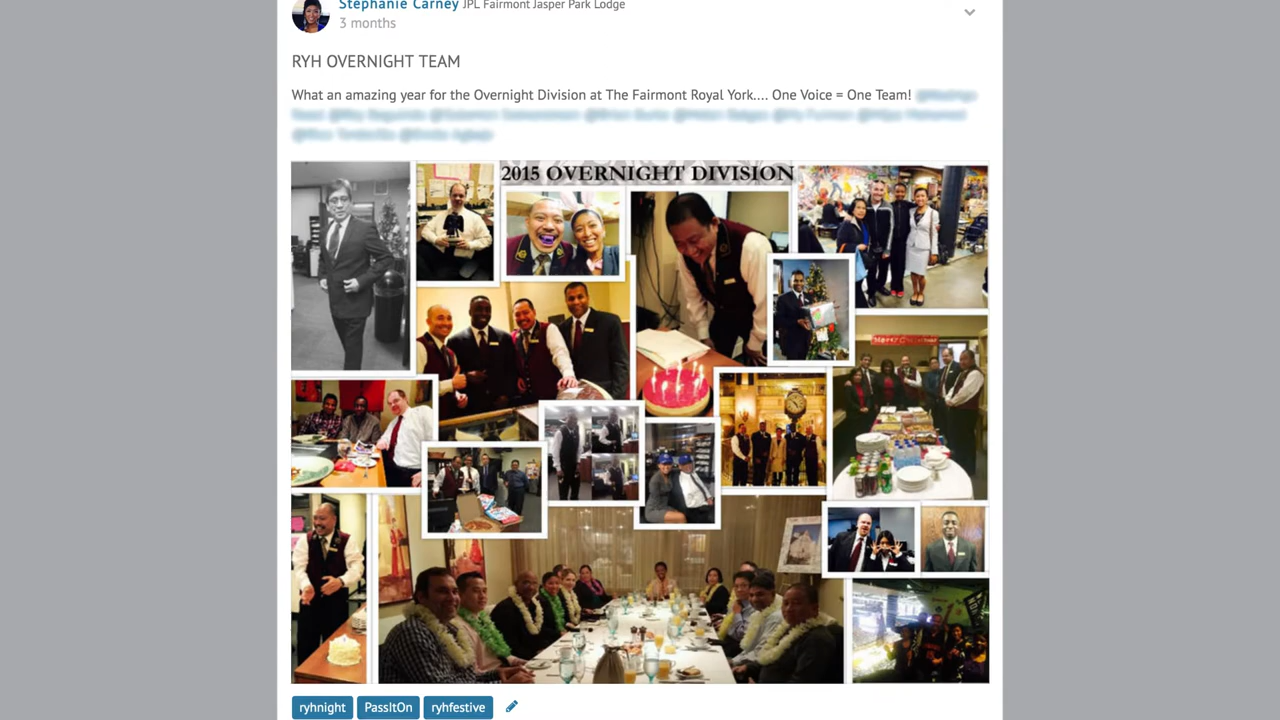 Stephanie Carney JPL Fairmont Jasper Park Lodge
3 months
RYH OVERNIGHT TEAM
What an amazing year for the Overnight Division at The Fairmont Royal York.... One Voice = One Team!
2015 OVERNIGHT DIVISION
ryhnight PassItOn ryhfestive